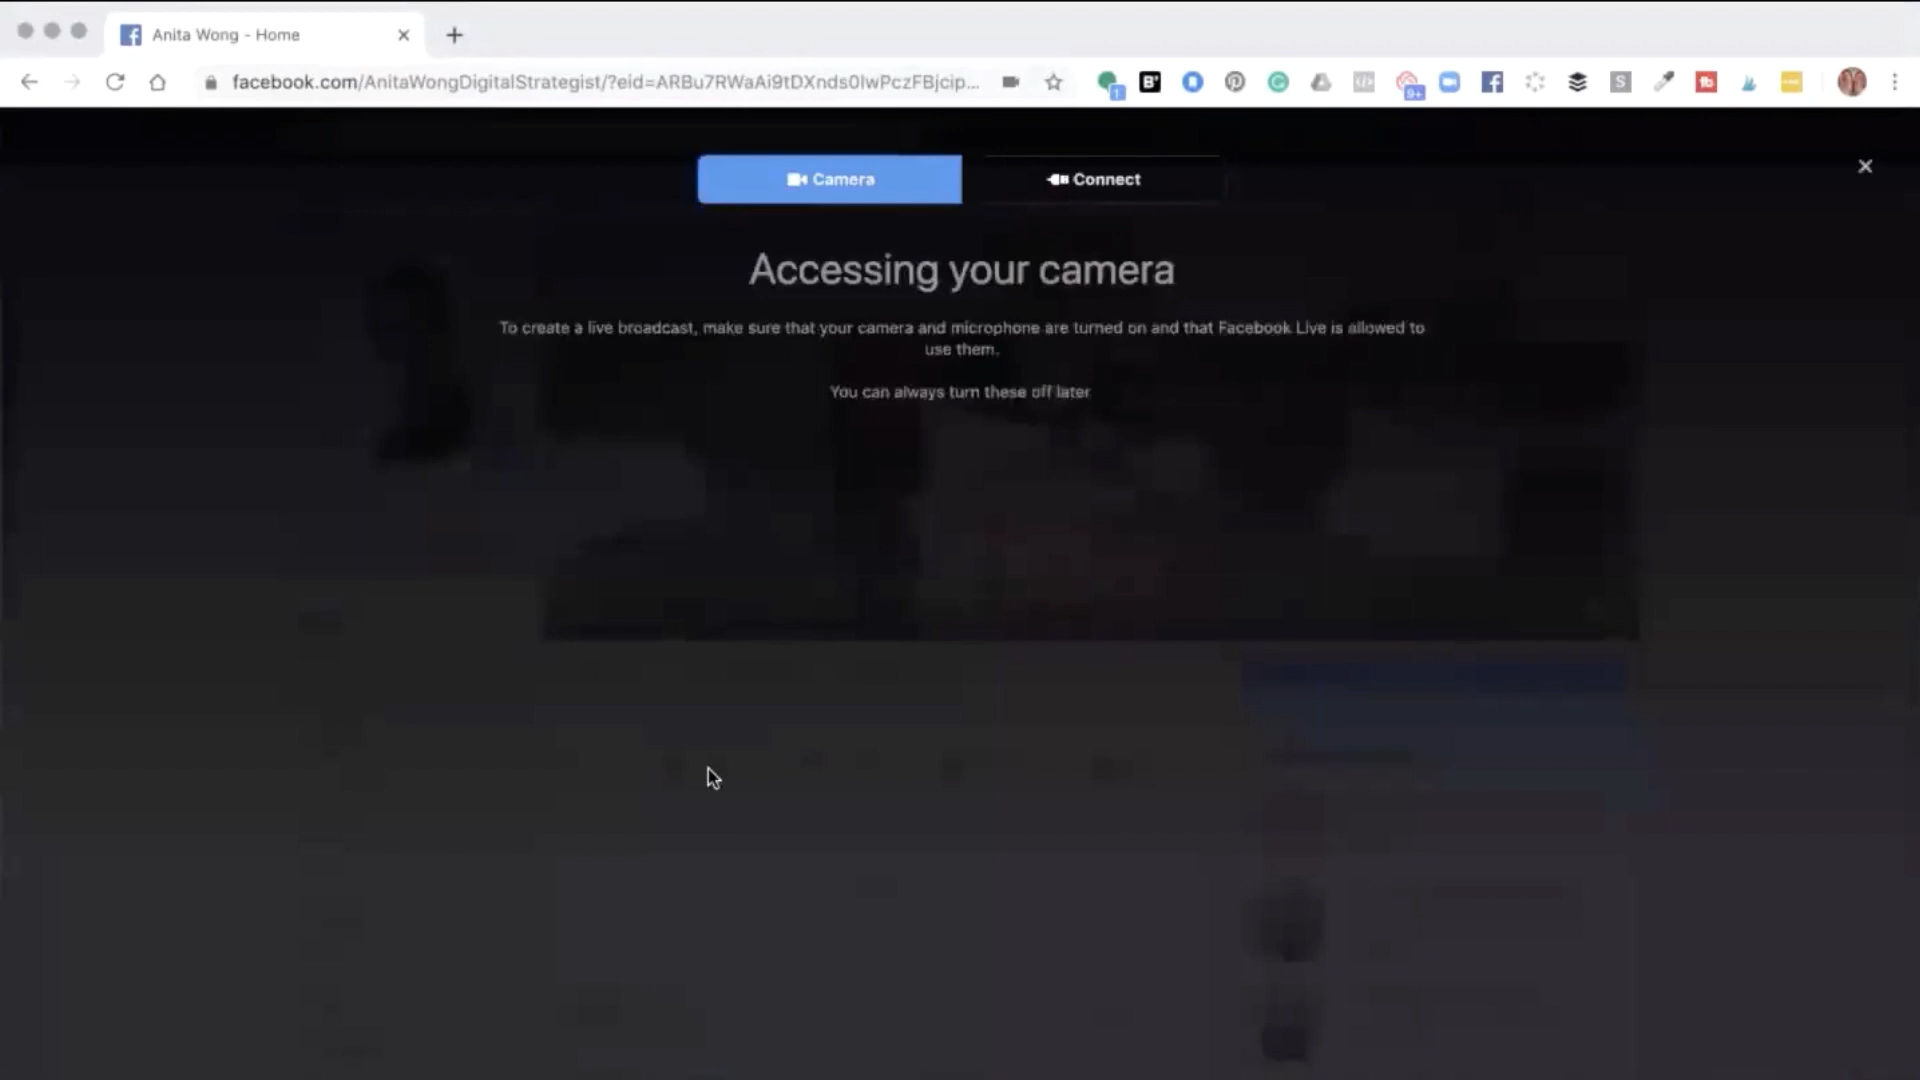 Anita Wong - Home
facebook.com/AnitaWongDigitalStrategist/?eid=ARBu7RWaAi9tDXnds0lwPczFBjcip...
1
B+
9+
S
Camera
Connect
Accessing your camera
To create a live broadcast, make sure that your camera and microphone are turned on and that Facebook Live is allowed to
use them.
You can always turn these off later